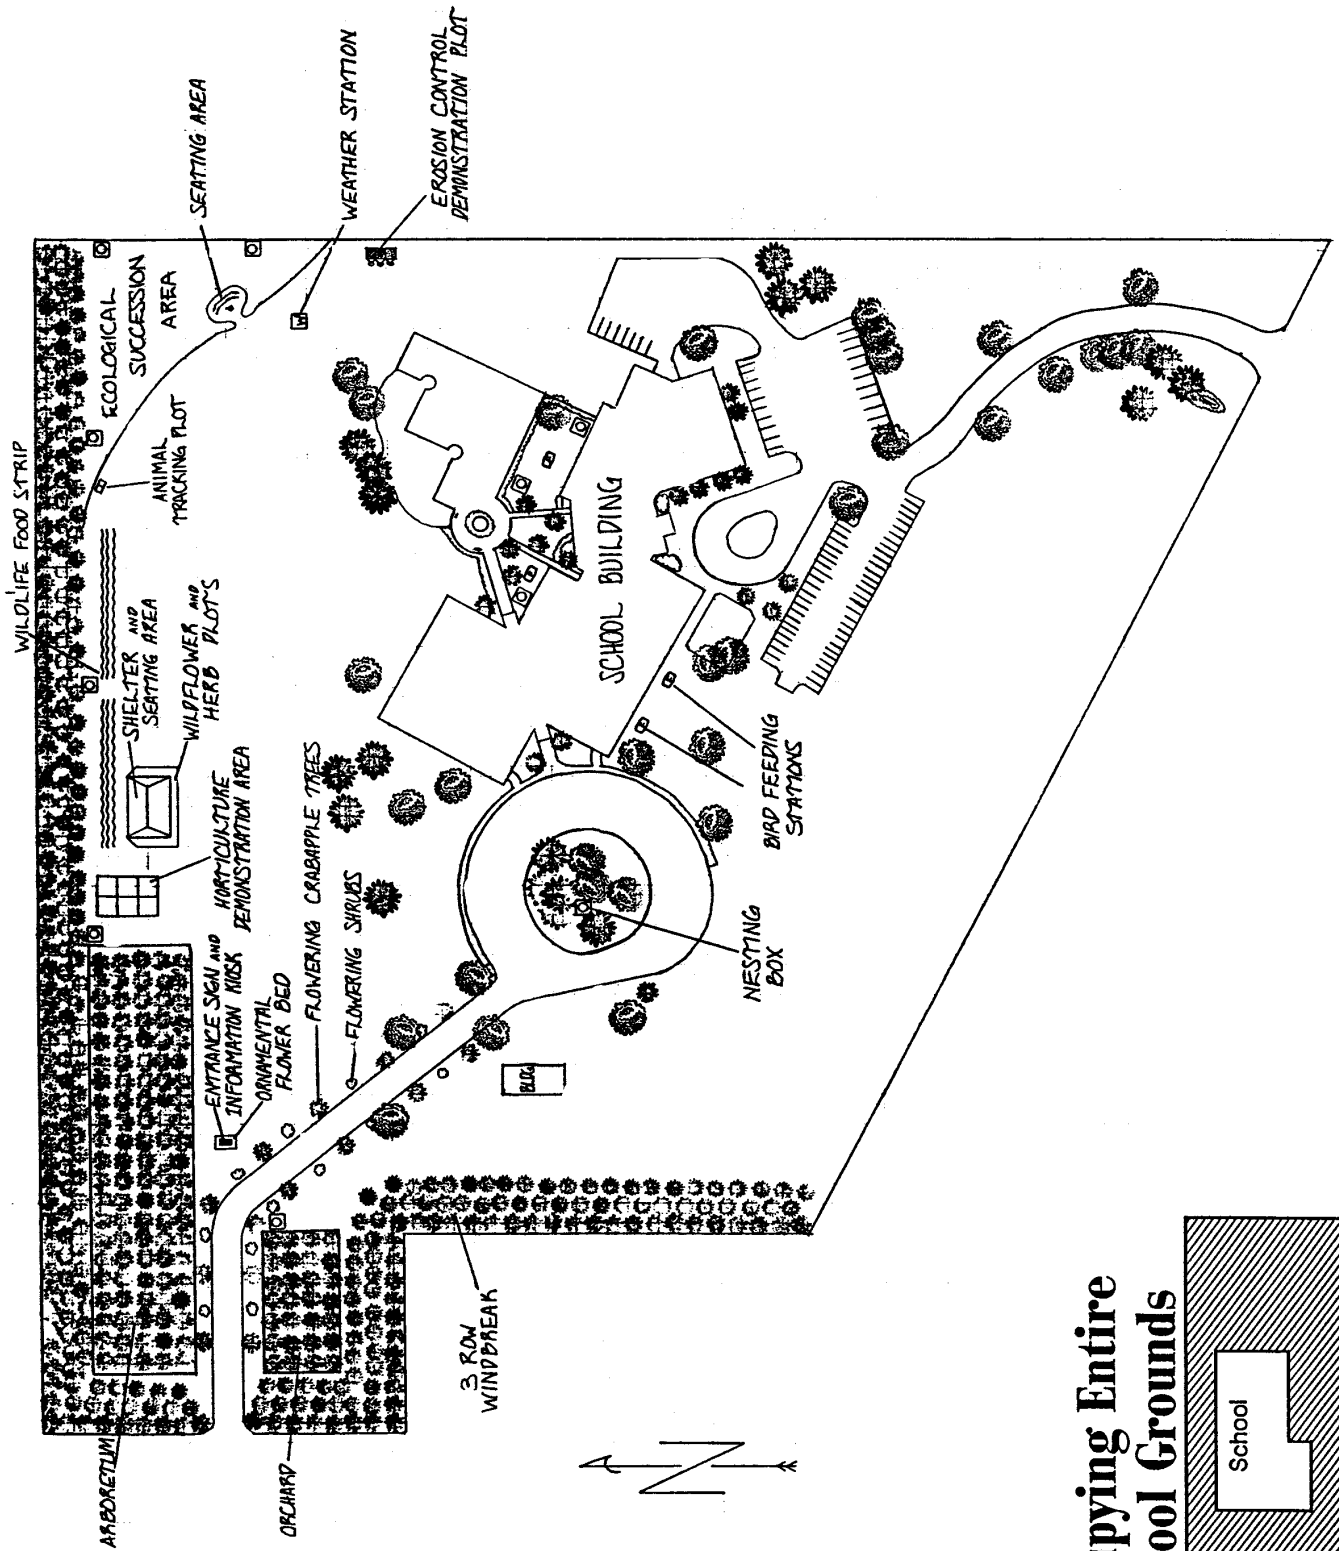 WILDLIFE FOOD STRIP
ECOLOGICAL
SUCCESSION
AREA
SEATING AREA
WEATHER STATION
EROSION CONTROL
DEMONSTRATION PLOT
ANIMAL
TRACKING PLOT
W
SHELTER AND
SEATING AREA
WILDFLOWER AND
HERB PLOTS
HORTICULTURE
DEMONSTRATION AREA
ENTRANCE SIGN AND
INFORMATION KIOSK
ORNAMENTAL
FLOWER BED
FLOWERING CRABAPPLE TREES
FLOWERING SHRUBS
SCHOOL BUILDING
BIRD FEEDING
STATIONS
NESTING
BOX
BLDG
ARBORETUM
ORCHARD
3 ROW
WINDBREAK
N
pying Entire
ool Grounds
School